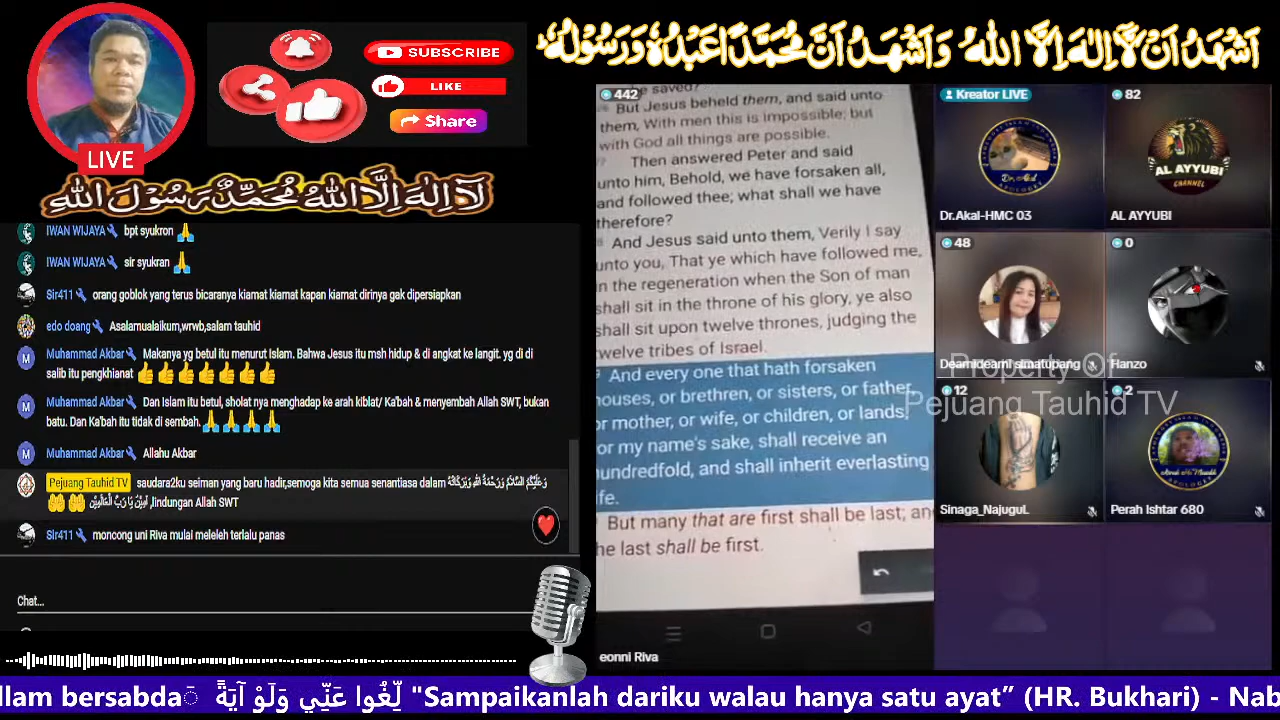 LIVE
SUBSCRIBE
LIKE
Share
اَشْهَدُ اَنْ لَّا اِلٰهَ اِلَّا اللهُ وَاَشْهَدُ اَنَّ مُحَمَّدًا عَبْدُهٗ وَرَسُوْلُهٗ
لَا اِلٰهَ اِلَّا اللهُ مُحَمَّدٌ رَسُوْلُ اللهِ
IWAN WIJAYA bpt syukron 🙏
IWAN WIJAYA sir syukran 🙏
Sir411 orang goblok yang terus bicaranya kiamat kiamat kapan kiamat dirinya gak dipersiapkan
edo doang Asalamualaikum,wrwb,salam tauhid
M Muhammad Akbar Makanya yg betul itu menurut Islam. Bahwa Jesus itu msh hidup & di angkat ke langit. yg di di
salib itu pengkhianat 👍👍👍👍👍👍👍
M Muhammad Akbar Dan Islam itu betul, sholat nya menghadap ke arah kiblat/ Ka'bah & menyembah Allah SWT, bukan
batu. Dan Ka'bah itu tidak di sembah.🙏🙏🙏🙏
M Muhammad Akbar Allahu Akbar
Pejuang Tauhid TV saudara2ku seiman yang baru hadir,semoga kita semua senantiasa dalam وَعَلَيْكُمُ السَّلَامُ وَرَحْمَةُ اللهِ وَبَرَكَاتُهُ
🤲 🤲 اٰمِيْنَ يَا رَبَّ الْعَالَمِيْنَ ,lindungan Allah SWT
Sir411 moncong uni Riva mulai meleleh terlalu panas
Chat...
442
e saved?
But Jesus beheld them, and said unto
them, With men this is impossible; but
with God all things are possible.
Then answered Peter and said
unto him, Behold, we have forsaken all,
and followed thee; what shall we have
therefore?
And Jesus said unto them, Verily I say
unto you, That ye which have followed me,
n the regeneration when the Son of man
shall sit in the throne of his glory, ye also
shall sit upon twelve thrones, judging the
welve tribes of Israel.
And every one that hath forsaken
houses, or brethren, or sisters, or father,
or mother, or wife, or children, or lands,
or my name's sake, shall receive an
undredfold, and shall inherit everlasting
fe.
But many that are first shall be last; and
he last shall be first.
eonni Riva
Kreator LIVE
Dr. Akal
Dr.Akal-HMC 03
82
AL AYYUBI
CHANNEL
AL AYYUBI
48
Deamideami simatupang
0
Hanzo
Property Of
Pejuang Tauhid TV
12
Sinaga_NajuguL
2
Perah Ishtar 680
llam bersabda بَلِّغُوا عَنِّي وَلَوْ آيَةً "Sampaikanlah dariku walau hanya satu ayat” (HR. Bukhari) - Nab